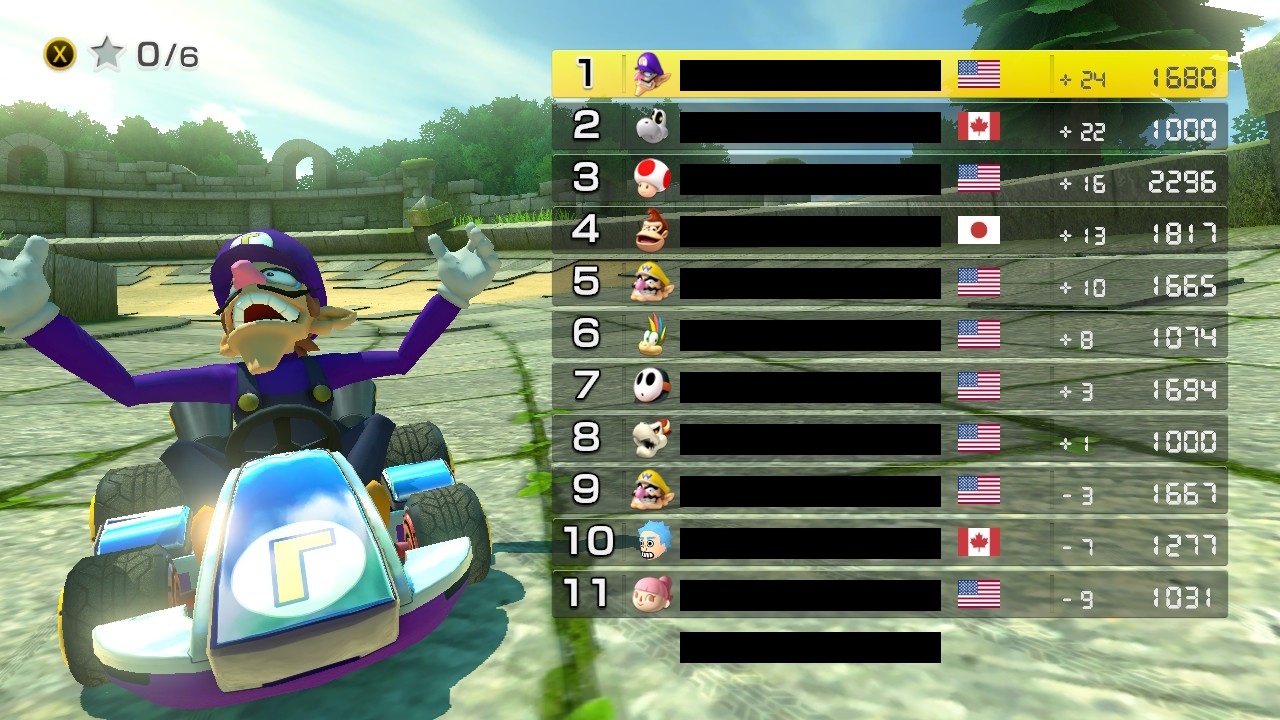 X 0/6
1 + 24 1680
2 + 22 1000
3 + 16 2296
4 + 13 1817
5 + 10 1665
6 + 8 1074
7 + 3 1694
8 + 1 1000
9 - 3 1667
10 - 7 1277
11 - 9 1031